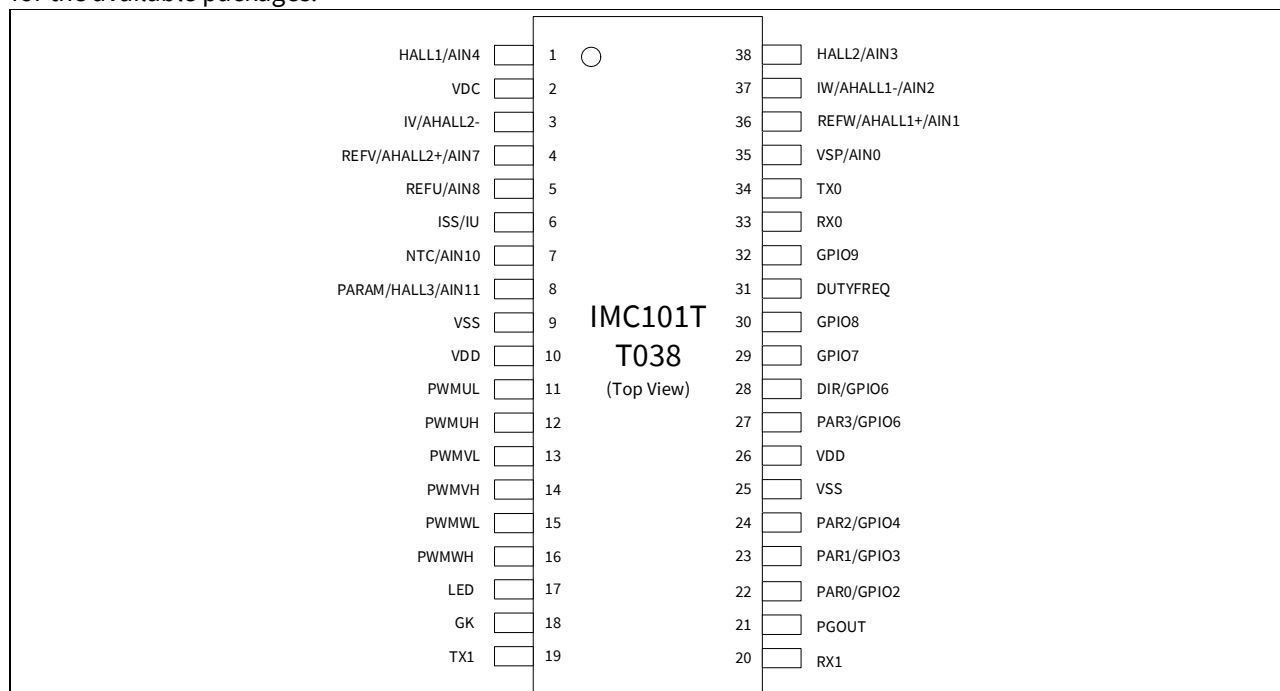 for the available packages.
HALL1/AIN4 1 38 HALL2/AIN3
VDC 2 37 IW/AHALL1-/AIN2
IV/AHALL2- 3 36 REFW/AHALL1+/AIN1
REFV/AHALL2+/AIN7 4 35 VSP/AIN0
REFU/AIN8 5 34 TX0
ISS/IU 6 33 RX0
NTC/AIN10 7 32 GPIO9
PARAM/HALL3/AIN11 8 31 DUTYFREQ
VSS 9 IMC101T 30 GPIO8
VDD 10 T038 29 GPIO7
PWMUL 11 (Top View) 28 DIR/GPIO6
PWMUH 12 27 PAR3/GPIO6
PWMVL 13 26 VDD
PWMVH 14 25 VSS
PWMWL 15 24 PAR2/GPIO4
PWMWH 16 23 PAR1/GPIO3
LED 17 22 PAR0/GPIO2
GK 18 21 PGOUT
TX1 19 20 RX1